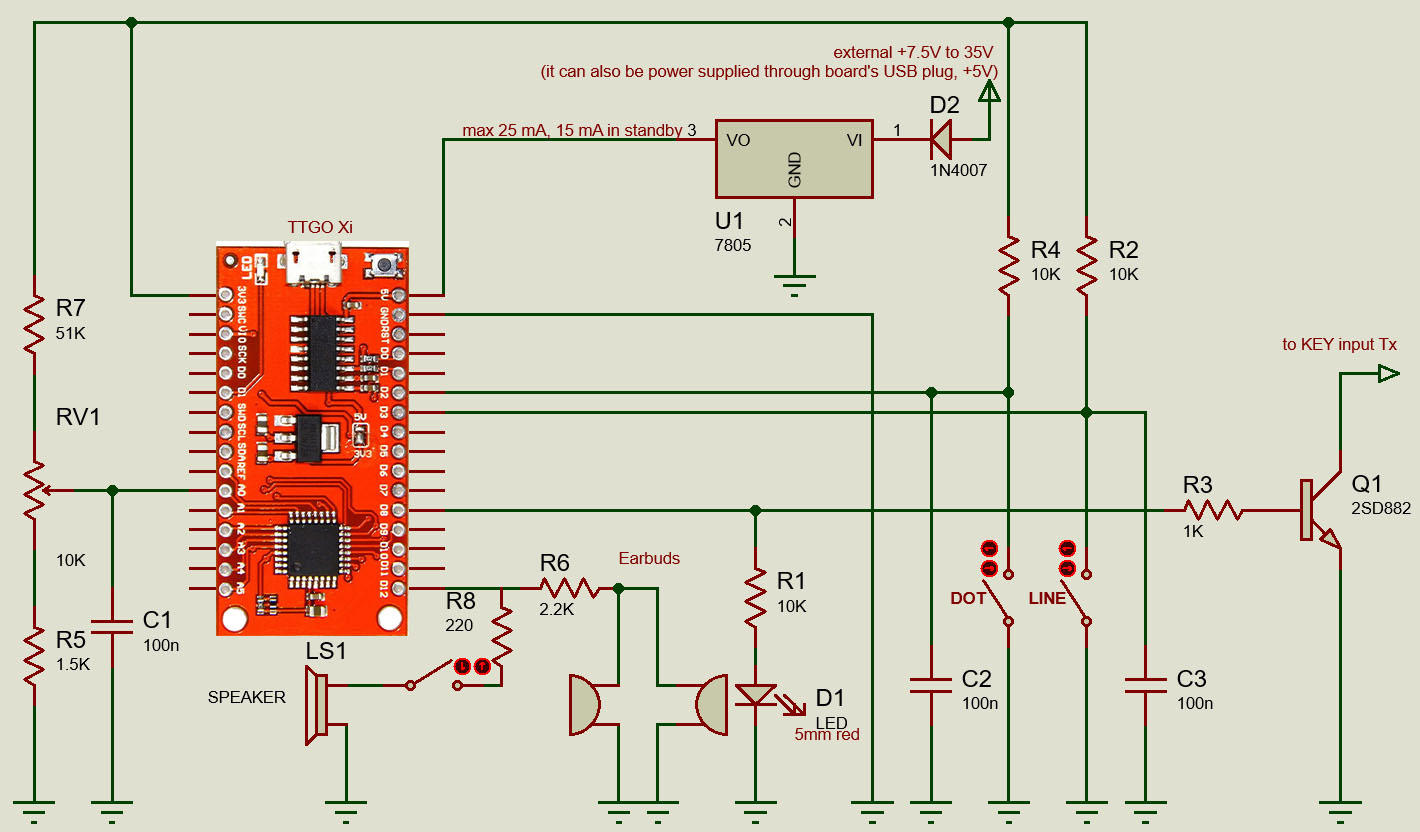 external +7.5V to 35V
(it can also be power supplied through board's USB plug, +5V)
D2
max 25 mA, 15 mA in standby
3
VO
VI
1
GND
1N4007
2
U1
7805
TTGO Xi
R4
10K
R2
10K
LED
3V3
SWC
VIO
SCK
D0
D1
SWD
SCL
SDA
REF
A0
A1
A2
A3
A4
A5
5V
GND
RST
D0
D1
D2
D3
D4
D5
D6
D7
D8
D9
D10
D11
D12
5V
3V3
R7
51K
RV1
10K
R5
1.5K
C1
100n
to KEY input Tx
R3
1K
Q1
2SD882
Earbuds
R6
2.2K
R8
220
R1
10K
DOT
LINE
LS1
SPEAKER
D1
LED
5mm red
C2
100n
C3
100n